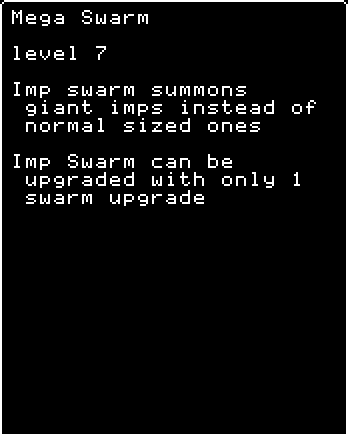 Mega Swarm
level 7
Imp swarm summons
giant imps instead of
normal sized ones
Imp Swarm can be
upgraded with only 1
swarm upgrade